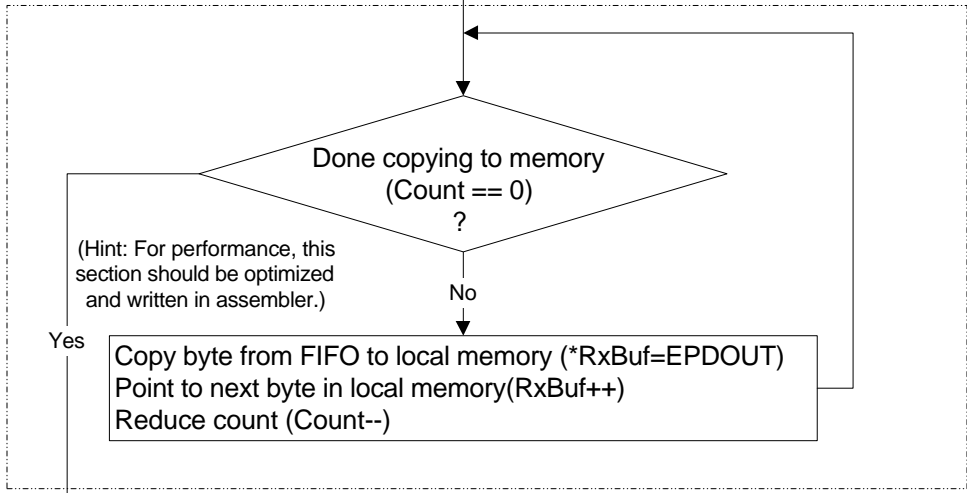 Done copying to memory
(Count == 0)
?
(Hint: For performance, this
section should be optimized
and written in assembler.)
No
Yes
Copy byte from FIFO to local memory (*RxBuf=EPDOUT)
Point to next byte in local memory(RxBuf++)
Reduce count (Count--)